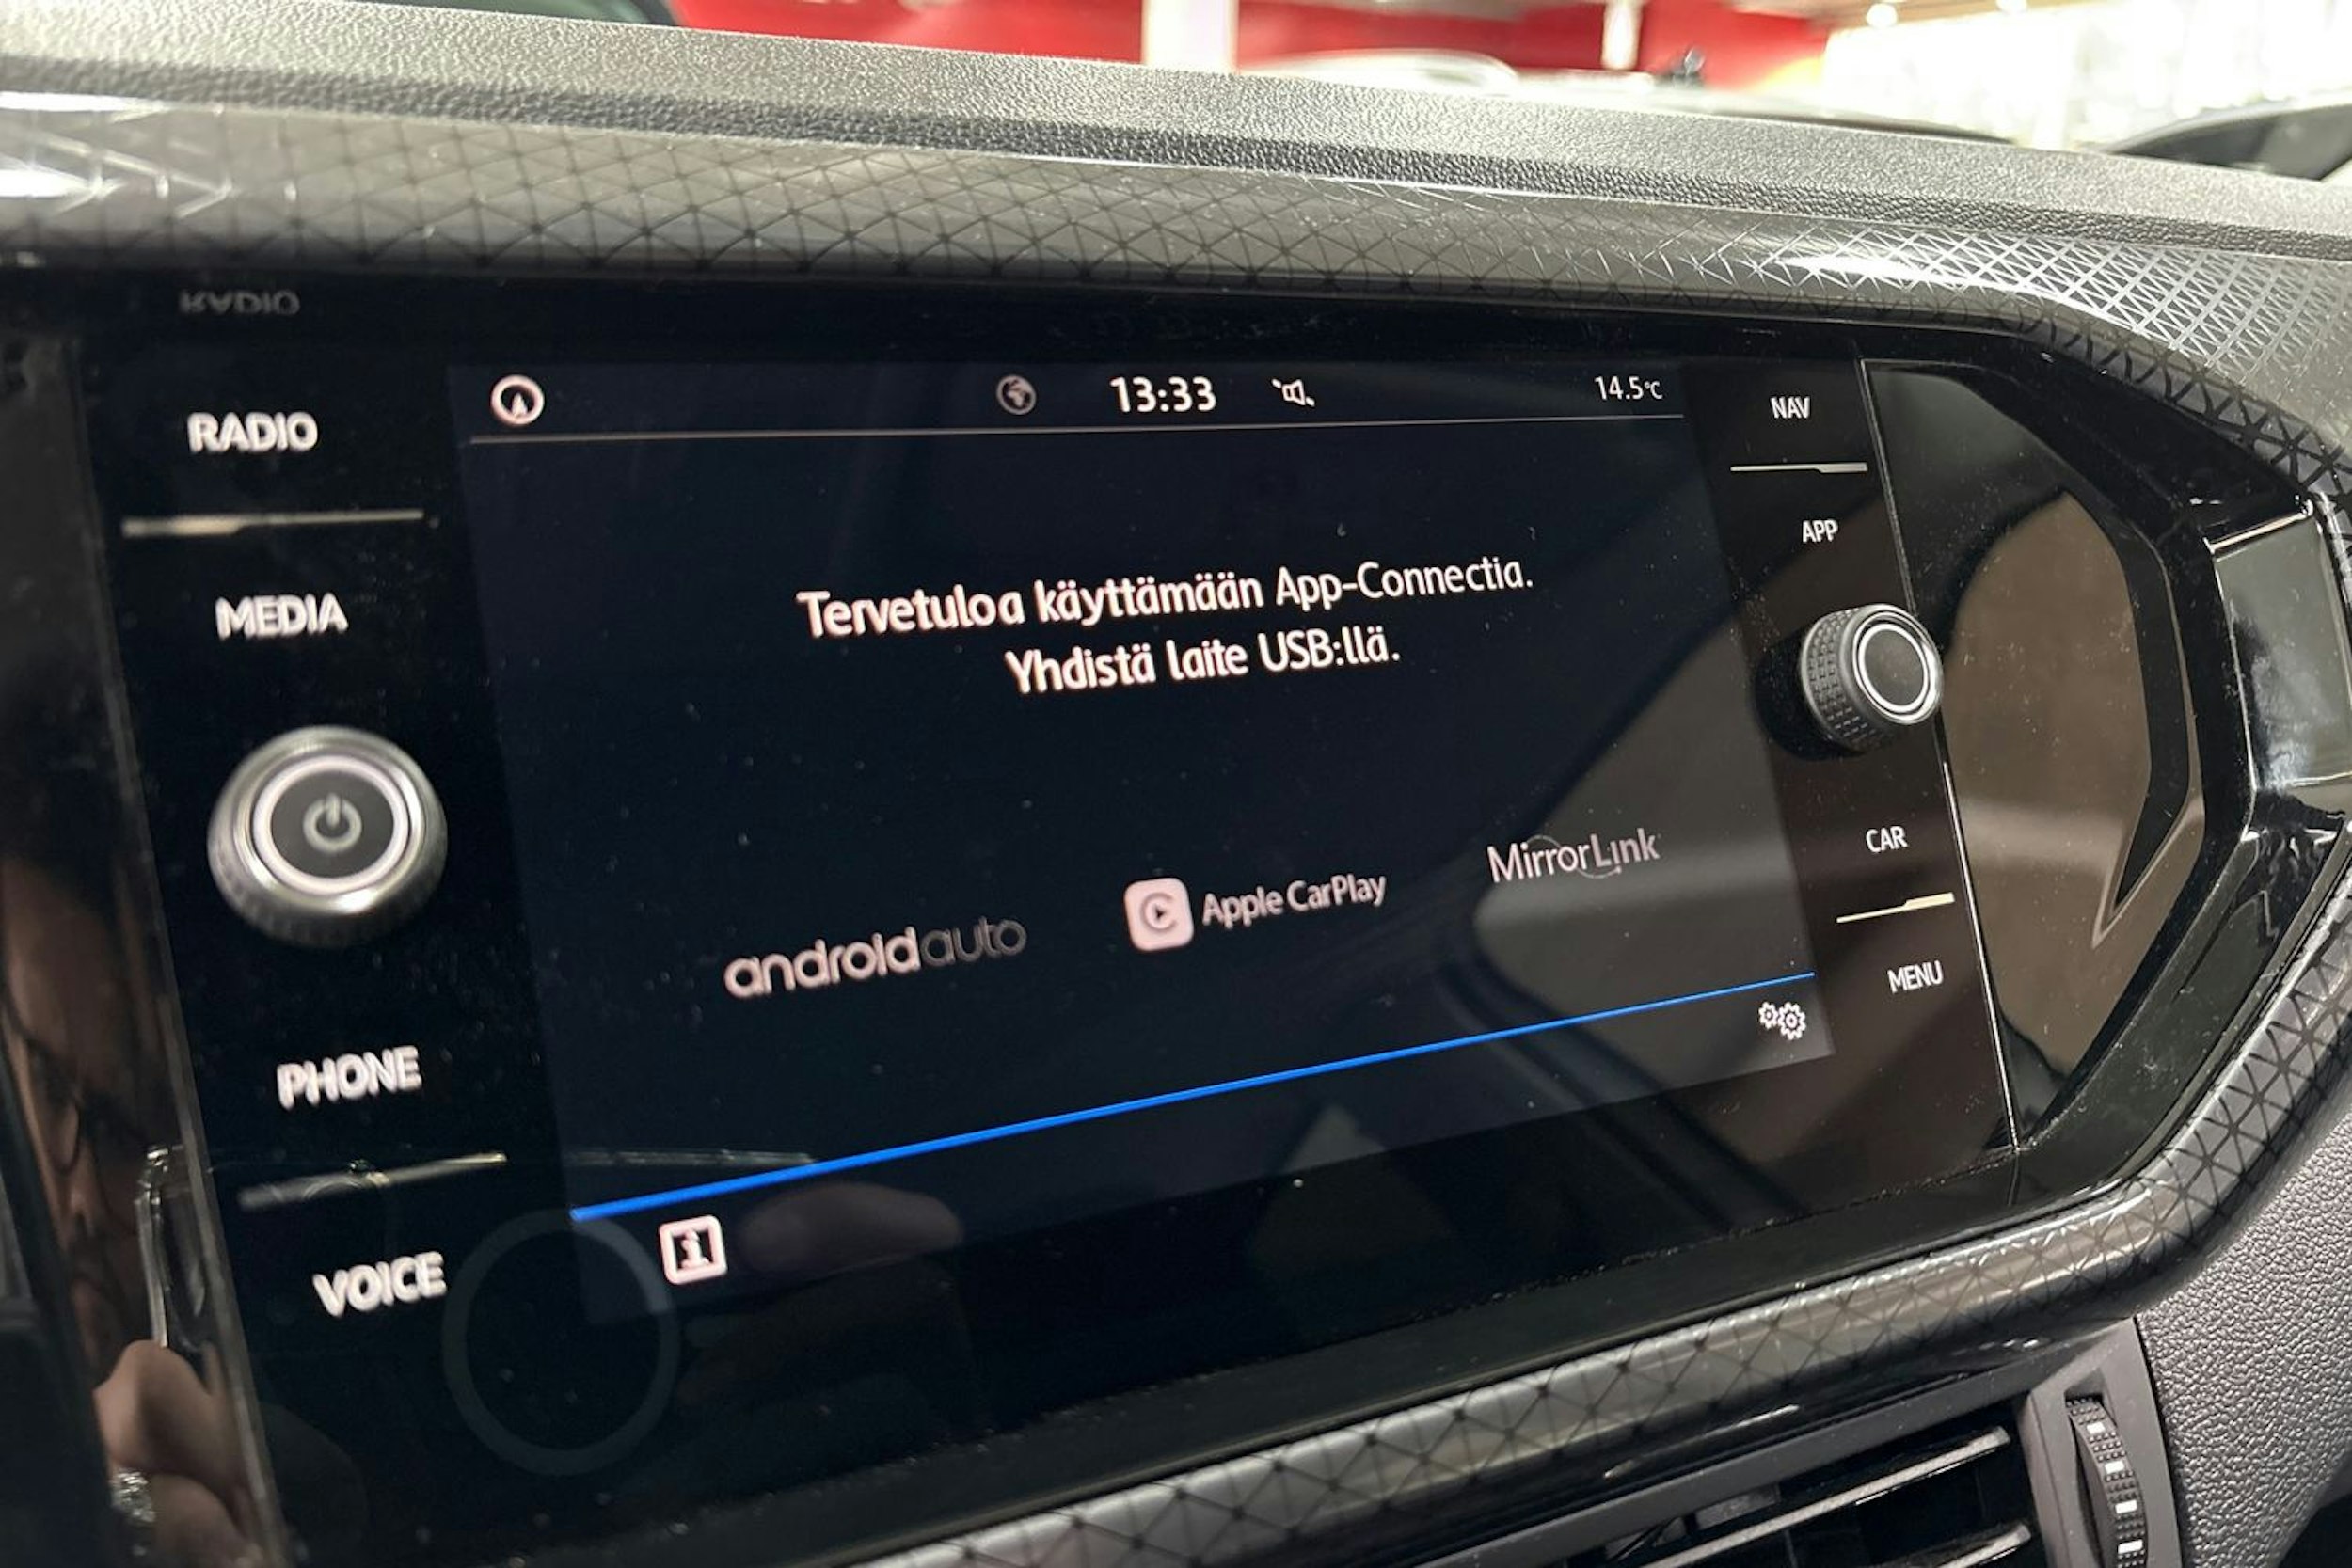 RADIO
MEDIA
PHONE
VOICE
13:33
14.5°C
Tervetuloa käyttämään App-Connectia.
Yhdistä laite USB:llä.
androidauto
Apple CarPlay
MirrorLink
NAV
APP
CAR
MENU